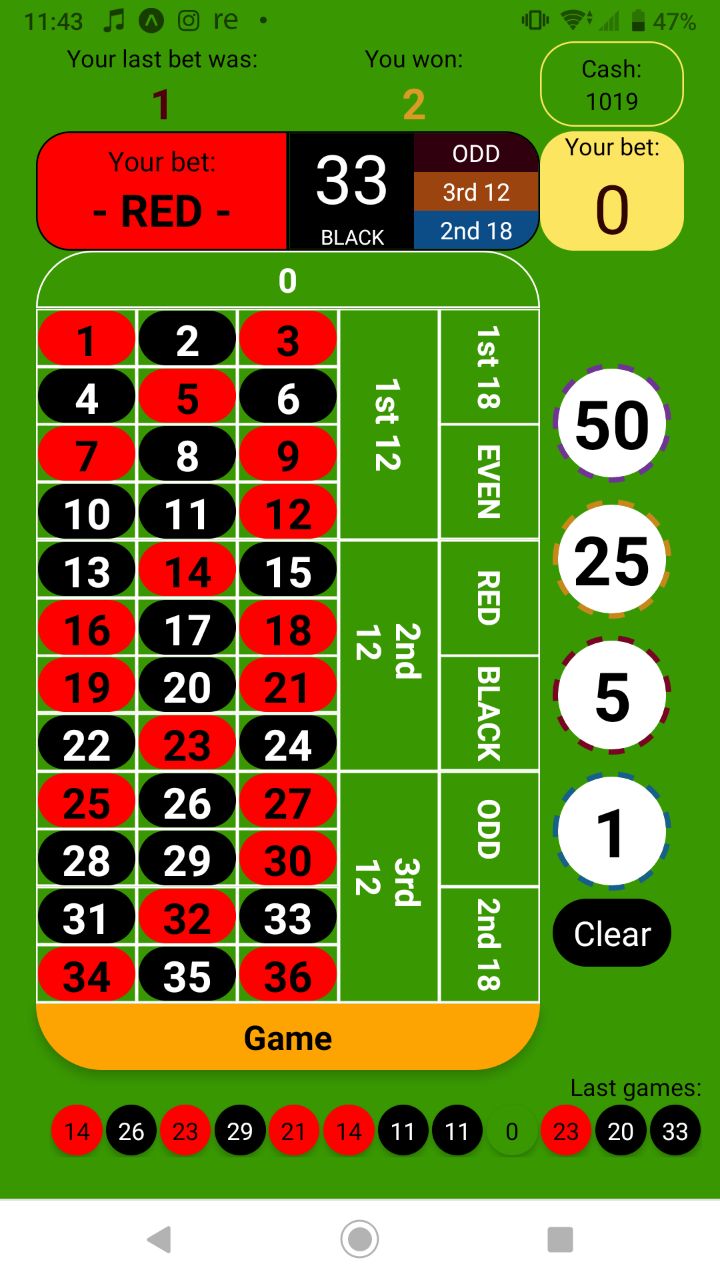 11:43 re 47%
Your last bet was:
1
You won:
2
Cash:
1019
Your bet:
- RED -
33
BLACK
ODD
3rd 12
2nd 18
Your bet:
0
0
1 2 3
4 5 6
7 8 9
10 11 12
13 14 15
16 17 18
19 20 21
22 23 24
25 26 27
28 29 30
31 32 33
34 35 36
1st 12
2nd
12
3rd
12
1st 18
EVEN
RED
BLACK
ODD
2nd 18
50
25
5
1
Clear
Game
Last games:
14 26 23 29 21 14 11 11 0 23 20 33